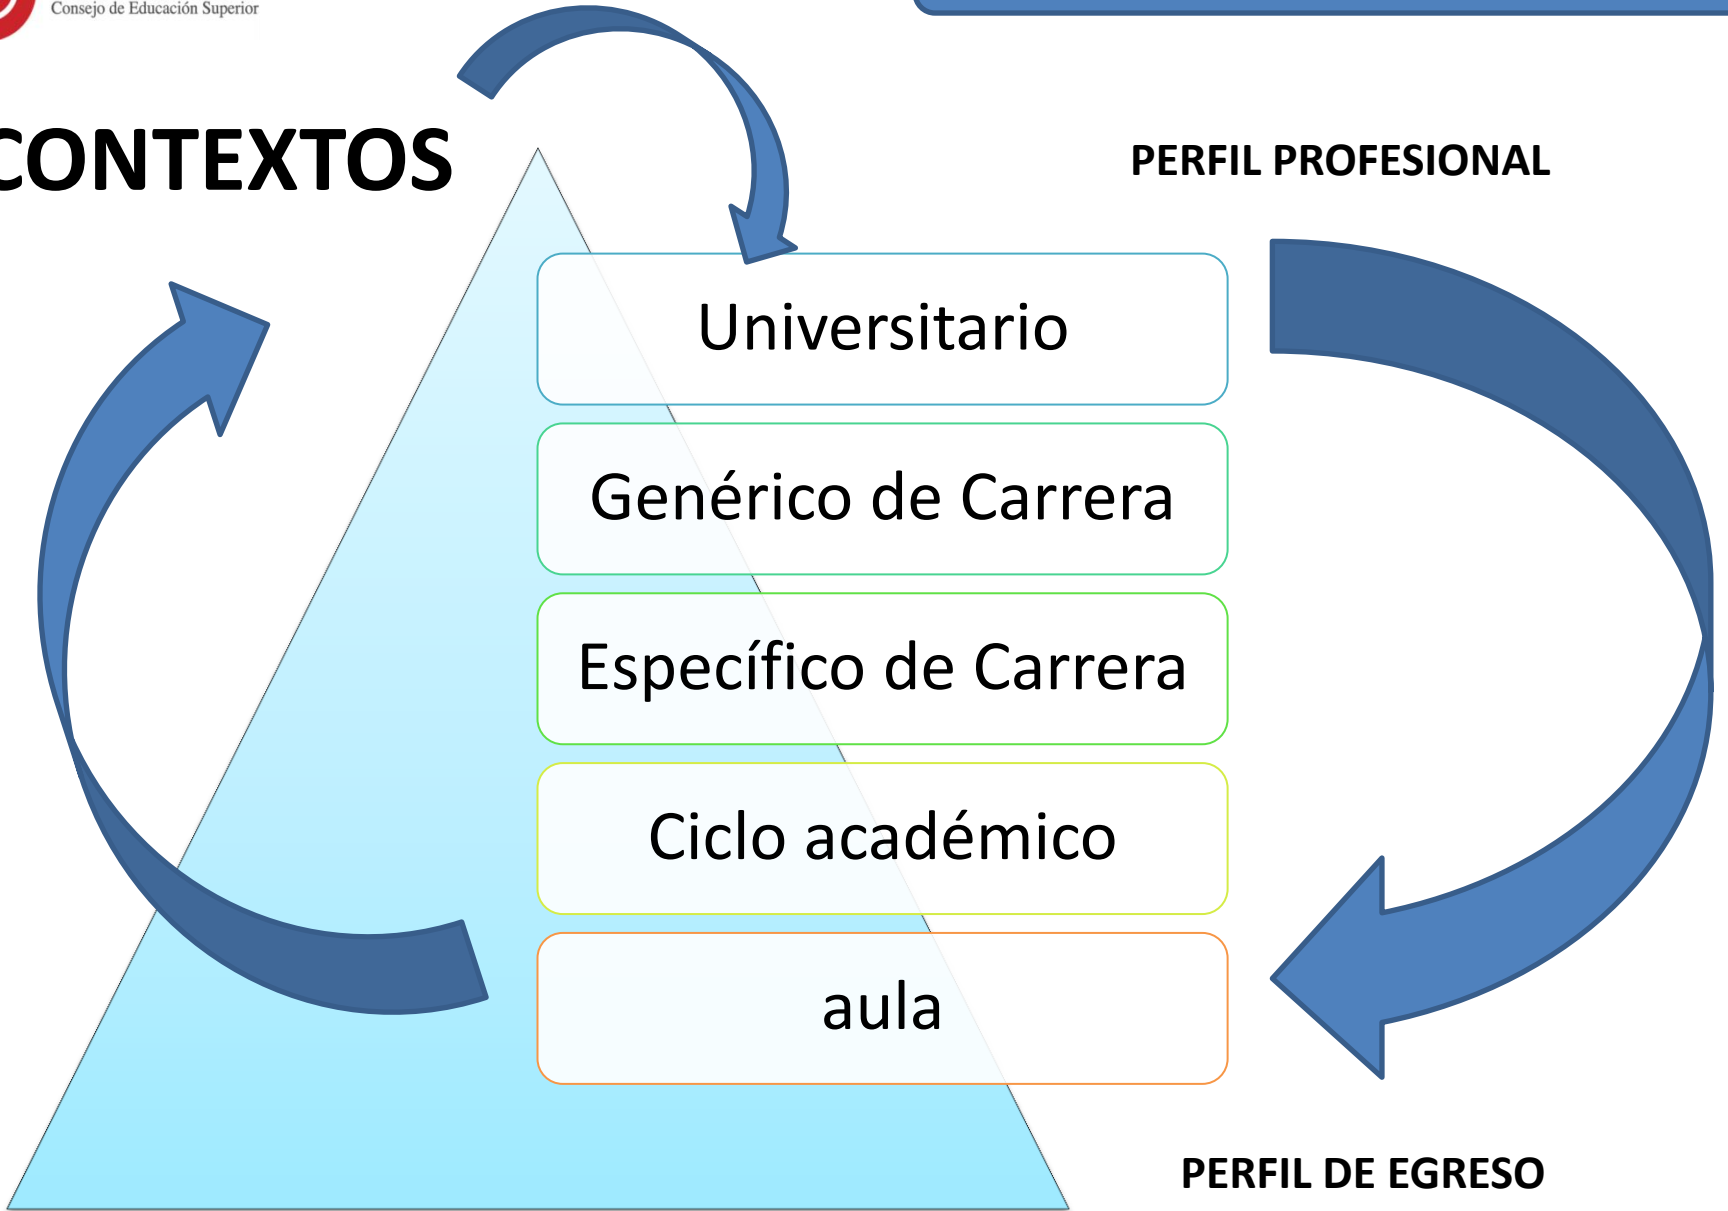 Consejo de Educación Superior
CONTEXTOS
PERFIL PROFESIONAL
Universitario
Genérico de Carrera
Específico de Carrera
Ciclo académico
aula
PERFIL DE EGRESO